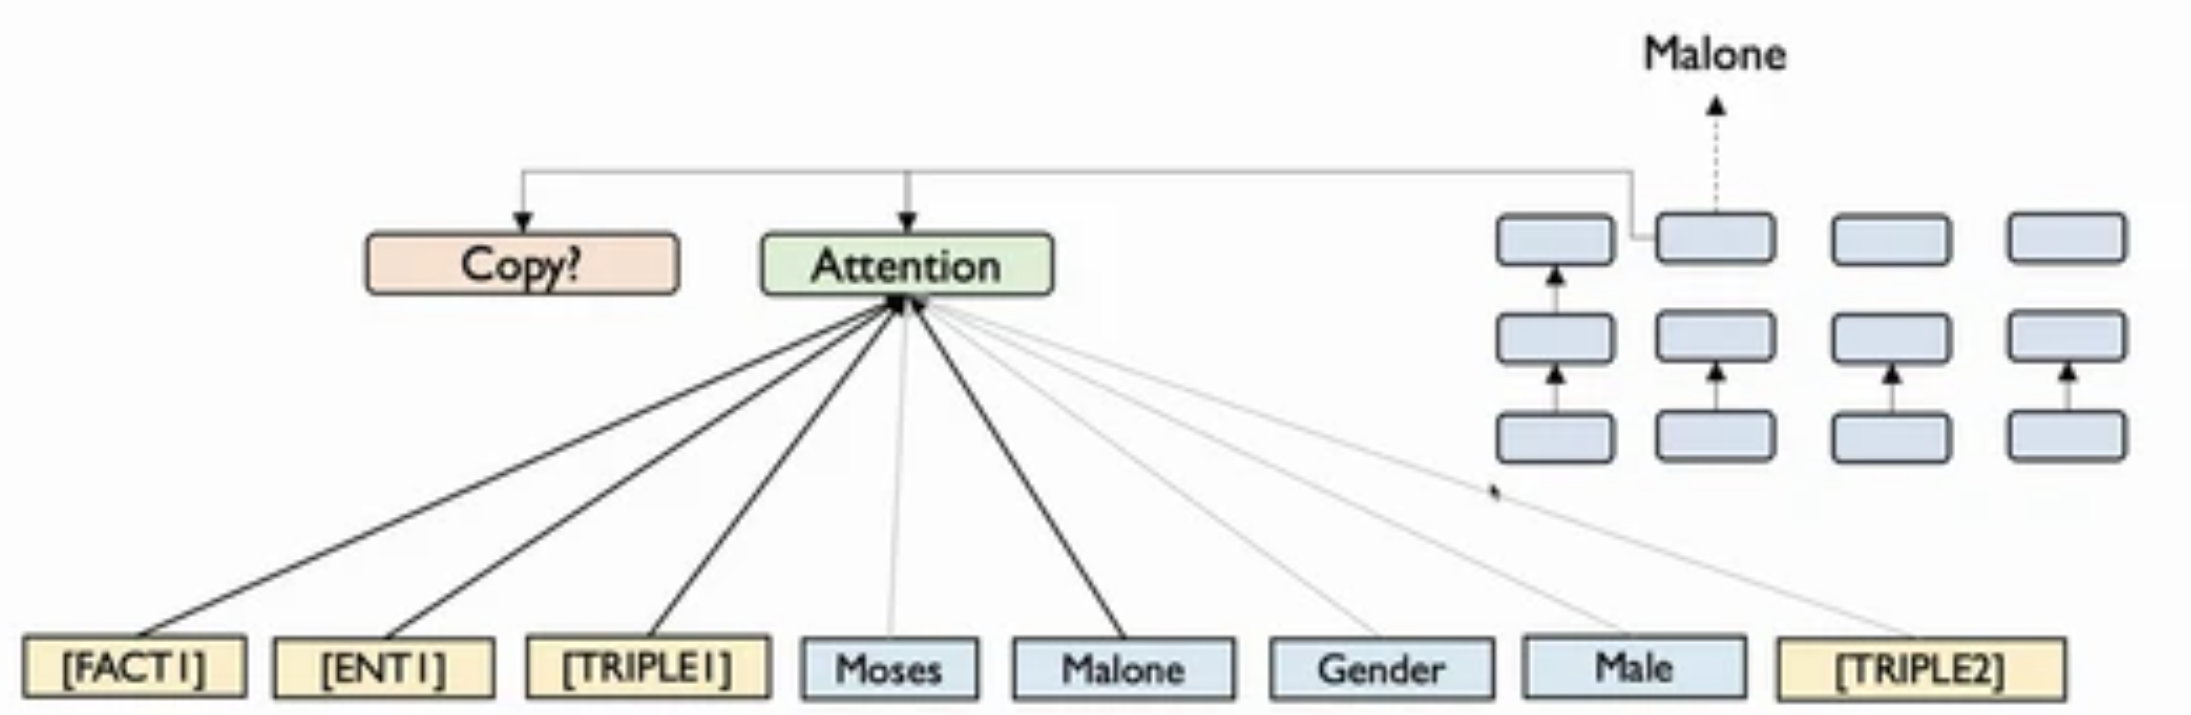 Malone
Copy?
Attention
[FACT1]
[ENT1]
[TRIPLE1]
Moses
Malone
Gender
Male
[TRIPLE2]